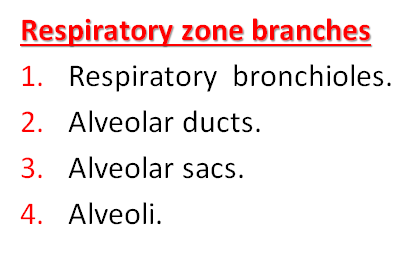 Respiratory zone branches
1. Respiratory bronchioles.
2. Alveolar ducts.
3. Alveolar sacs.
4. Alveoli.